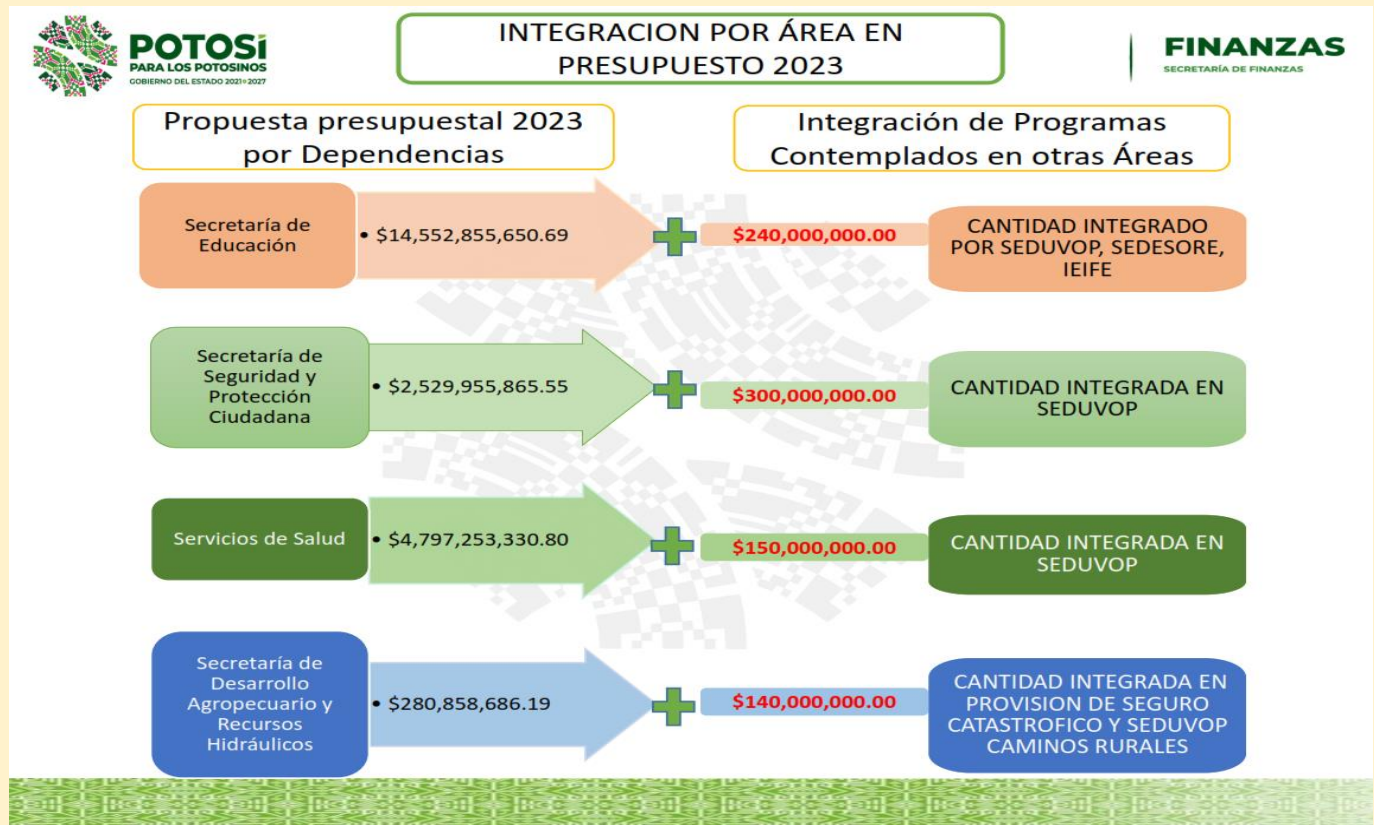 POTOSÍ
PARA LOS POTOSINOS
GOBIERNO DEL ESTADO 2021•2027
INTEGRACION POR ÁREA EN
PRESUPUESTO 2023
FINANZAS
SECRETARÍA DE FINANZAS
Propuesta presupuestal 2023
por Dependencias
Integración de Programas
Contemplados en otras Áreas
Secretaría de
Educación
• $14,552,855,650.69
$240,000,000.00
CANTIDAD INTEGRADO
POR SEDUVOP, SEDESORE,
IEIFE
Secretaría de
Seguridad y
Protección
Ciudadana
• $2,529,955,865.55
$300,000,000.00
CANTIDAD INTEGRADA EN
SEDUVOP
Servicios de Salud
• $4,797,253,330.80
$150,000,000.00
CANTIDAD INTEGRADA EN
SEDUVOP
Secretaría de
Desarrollo
Agropecuario y
Recursos
Hidráulicos
• $280,858,686.19
$140,000,000.00
CANTIDAD INTEGRADA EN
PROVISION DE SEGURO
CATASTROFICO Y SEDUVOP
CAMINOS RURALES